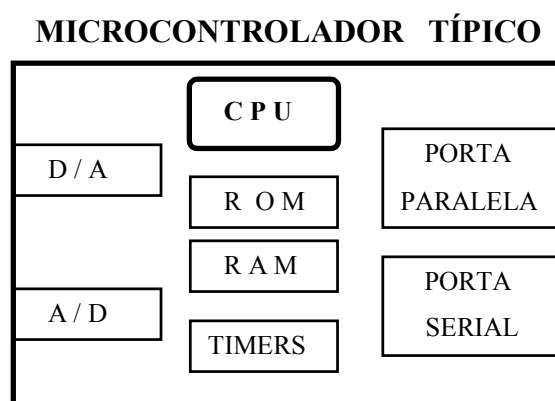 MICROCONTROLADOR TÍPICO
C P U
D / A
R O M
R A M
A / D
TIMERS
PORTA
PARALELA
PORTA
SERIAL